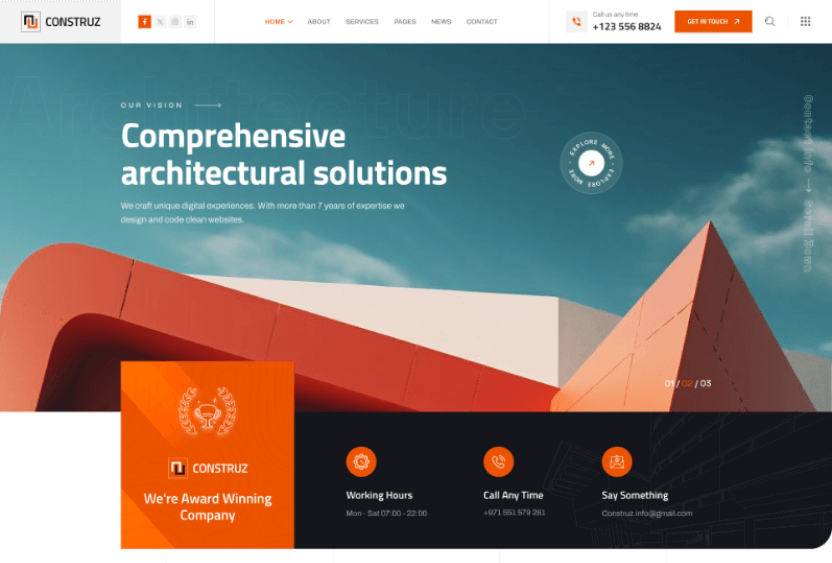 CONSTRUZ
HOME ABOUT SERVICES PAGES NEWS CONTACT
Call us any time
+123 556 8824
GET IN TOUCH
Architecture
OUR VISION
Comprehensive
architectural solutions
We craft unique digital experiences. With more than 7 years of expertise we
design and code clean websites.
EXPLORE MORE • EXPLORE MORE •
Contact Info
Scroll Down
01 / 02 / 03
CONSTRUZ
We're Award Winning
Company
Working Hours
Mon - Sat 07:00 - 22:00
Call Any Time
+971 551 579 261
Say Something
Construz.info@gmail.com